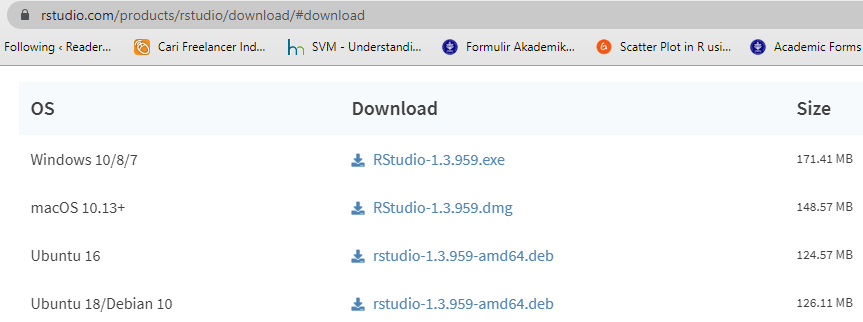 rstudio.com/products/rstudio/download/#download
Following ‹ Reader... Cari Freelancer Ind... SVM - Understandi... Formulir Akademik... Scatter Plot in R usi... Academic Forms
OS Download Size
Windows 10/8/7 RStudio-1.3.959.exe 171.41 MB
macOS 10.13+ RStudio-1.3.959.dmg 148.57 MB
Ubuntu 16 rstudio-1.3.959-amd64.deb 124.57 MB
Ubuntu 18/Debian 10 rstudio-1.3.959-amd64.deb 126.11 MB